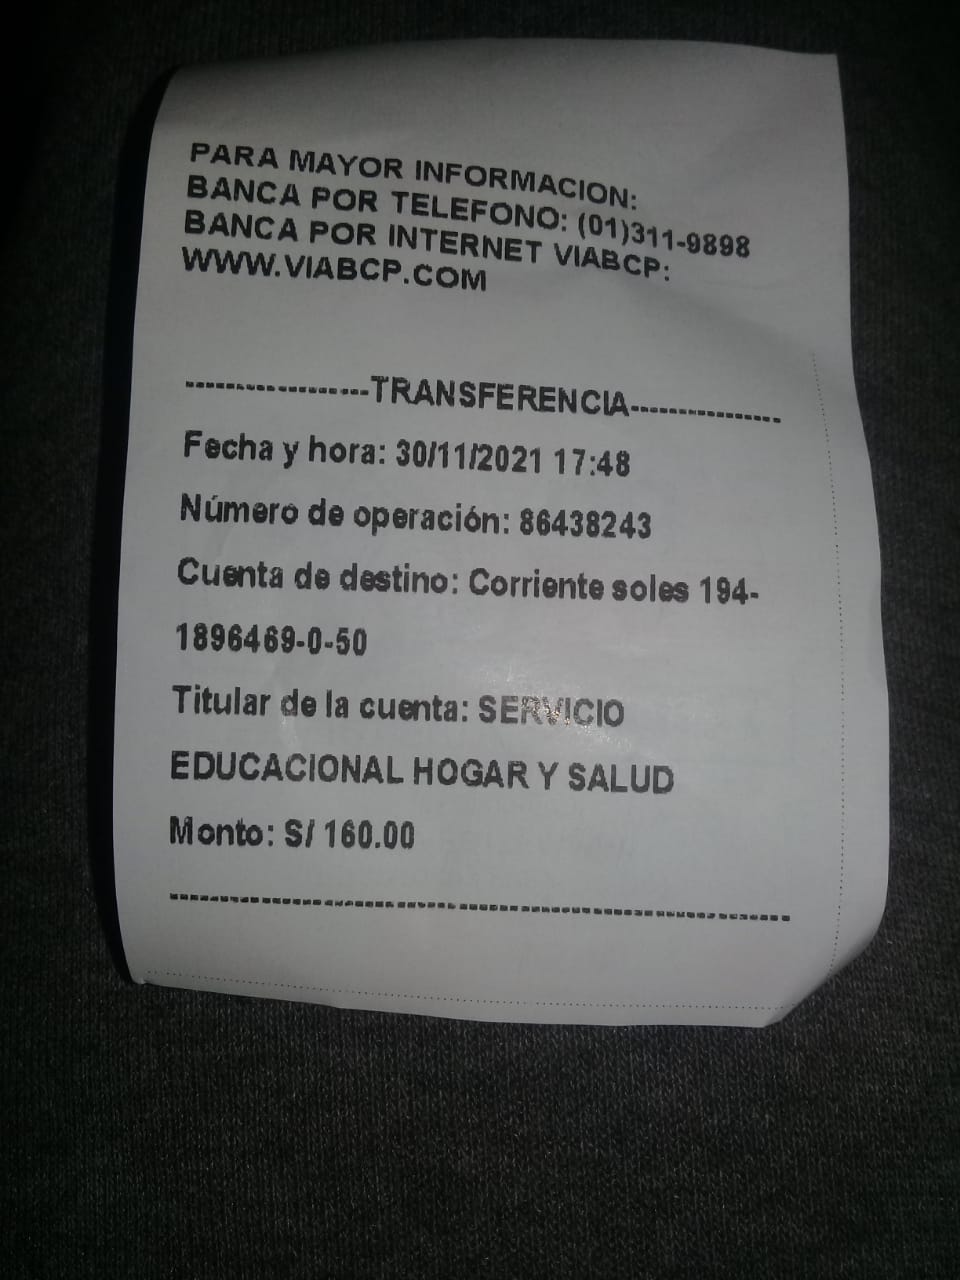 PARA MAYOR INFORMACION:
BANCA POR TELEFONO: (01)311-9898
BANCA POR INTERNET VIABCP:
WWW.VIABCP.COM
------------------TRANSFERENCIA----------------
Fecha y hora: 30/11/2021 17:48
Número de operación: 86438243
Cuenta de destino: Corriente soles 194-
1896469-0-50
Titular de la cuenta: SERVICIO
EDUCACIONAL HOGAR Y SALUD
Monto: S/ 160.00